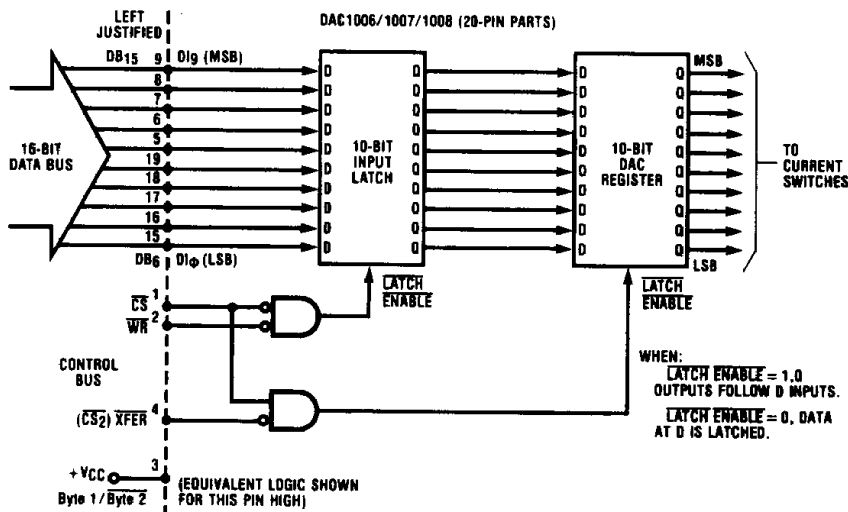 DAC1006/1007/1008 (20-PIN PARTS)
LEFT
JUSTIFIED
DB15 9 DI9 (MSB)
8
7
6
5
19
18
17
16
15
DB6 DIΦ (LSB)
16-BIT
DATA BUS
D D D D D D D D D D
10-BIT
INPUT
LATCH
Q Q Q Q Q Q Q Q Q Q
D D D D D D D D D D
10-BIT
DAC
REGISTER
Q Q Q Q Q Q Q Q Q Q
MSB
LSB
TO
CURRENT
SWITCHES
LATCH
ENABLE
LATCH
ENABLE
CS 1
WR 2
CONTROL
BUS
(CS2) XFER 4
+VCC 3
Byte 1/Byte 2
(EQUIVALENT LOGIC SHOWN
FOR THIS PIN HIGH)
WHEN:
LATCH ENABLE = 1,Q
OUTPUTS FOLLOW D INPUTS.
LATCH ENABLE = 0, DATA
AT D IS LATCHED.